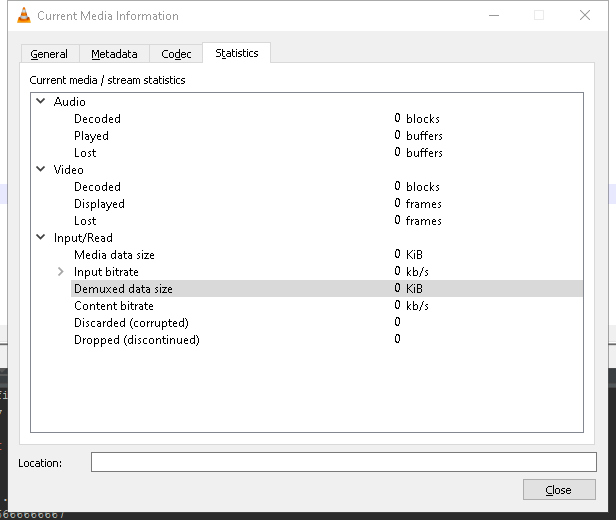 Current Media Information
General Metadata Codec Statistics
Current media / stream statistics
Audio
Decoded 0 blocks
Played 0 buffers
Lost 0 buffers
Video
Decoded 0 blocks
Displayed 0 frames
Lost 0 frames
Input/Read
Media data size 0 KiB
Input bitrate 0 kb/s
Demuxed data size 0 KiB
Content bitrate 0 kb/s
Discarded (corrupted) 0
Dropped (discontinued) 0
Location:
Close